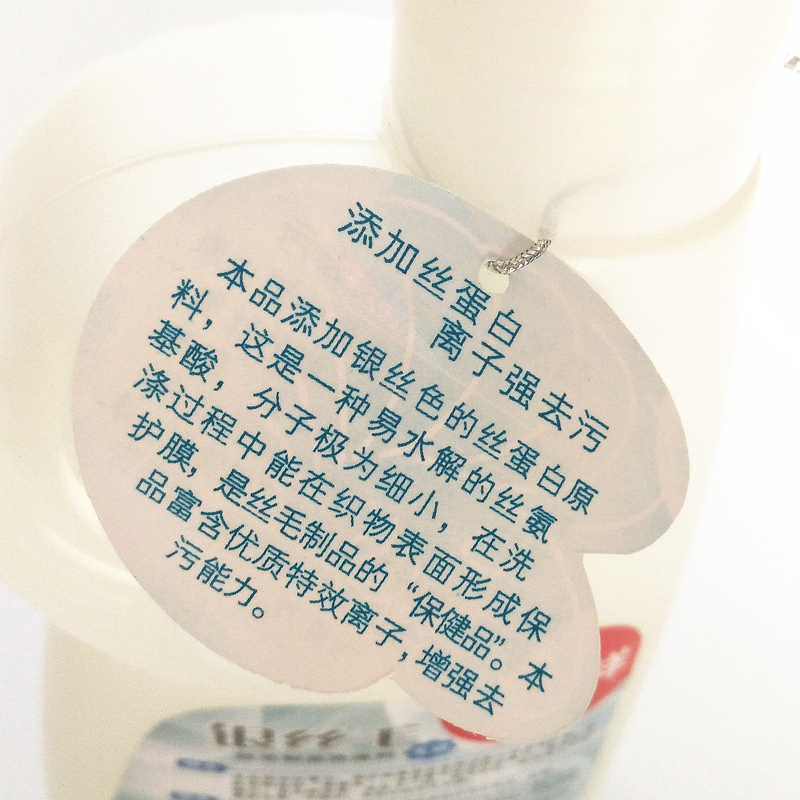 添加丝蛋白
离子强去污
本品添加银丝色的丝蛋白原
料，这是一种易水解的丝氨
基酸，分子极为细小，在洗
涤过程中能在织物表面形成保
护膜，是丝毛制品的“保健品”。本
品富含优质特效离子，增强去
污能力。